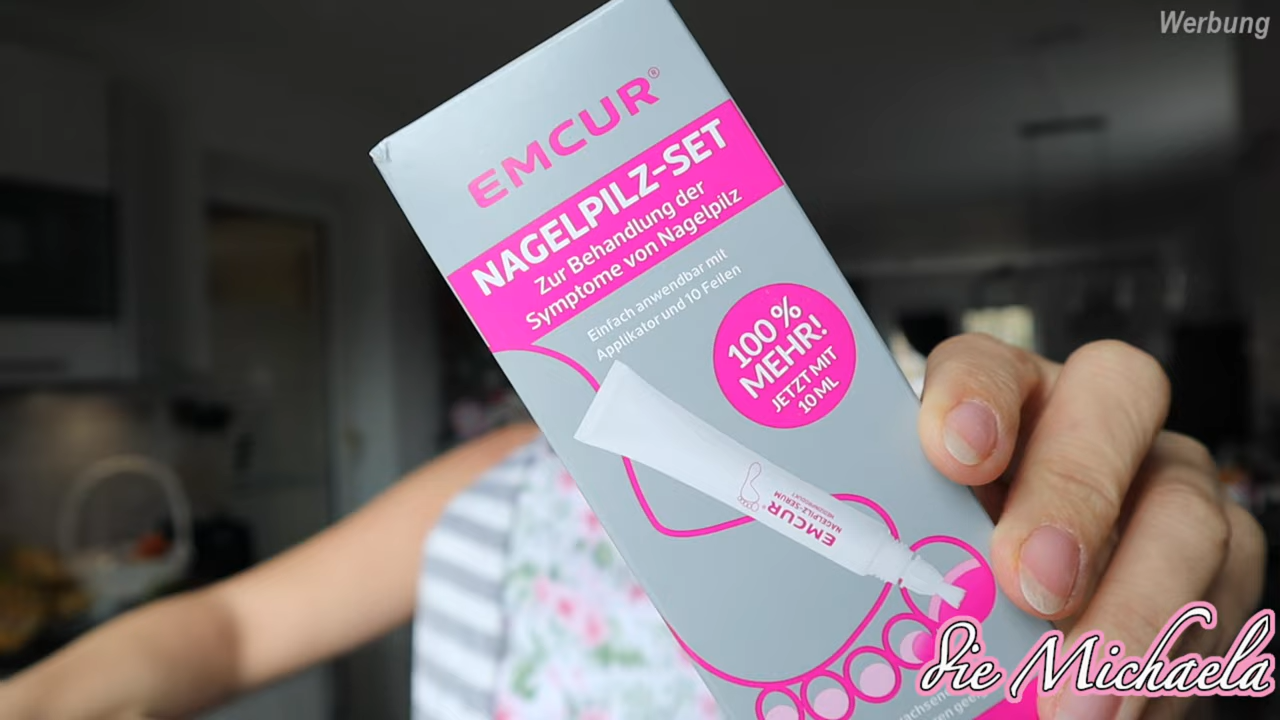 Werbung
EMCUR®
NAGELPILZ-SET
Zur Behandlung der
Symptome von Nagelpilz
Einfach anwendbar mit
Applikator und 10 Feilen
100 %
MEHR!
JETZT MIT
10 ML
EMCUR®
NAGELPILZ-SERUM
MEDIZINPRODUKT
Die Michaela